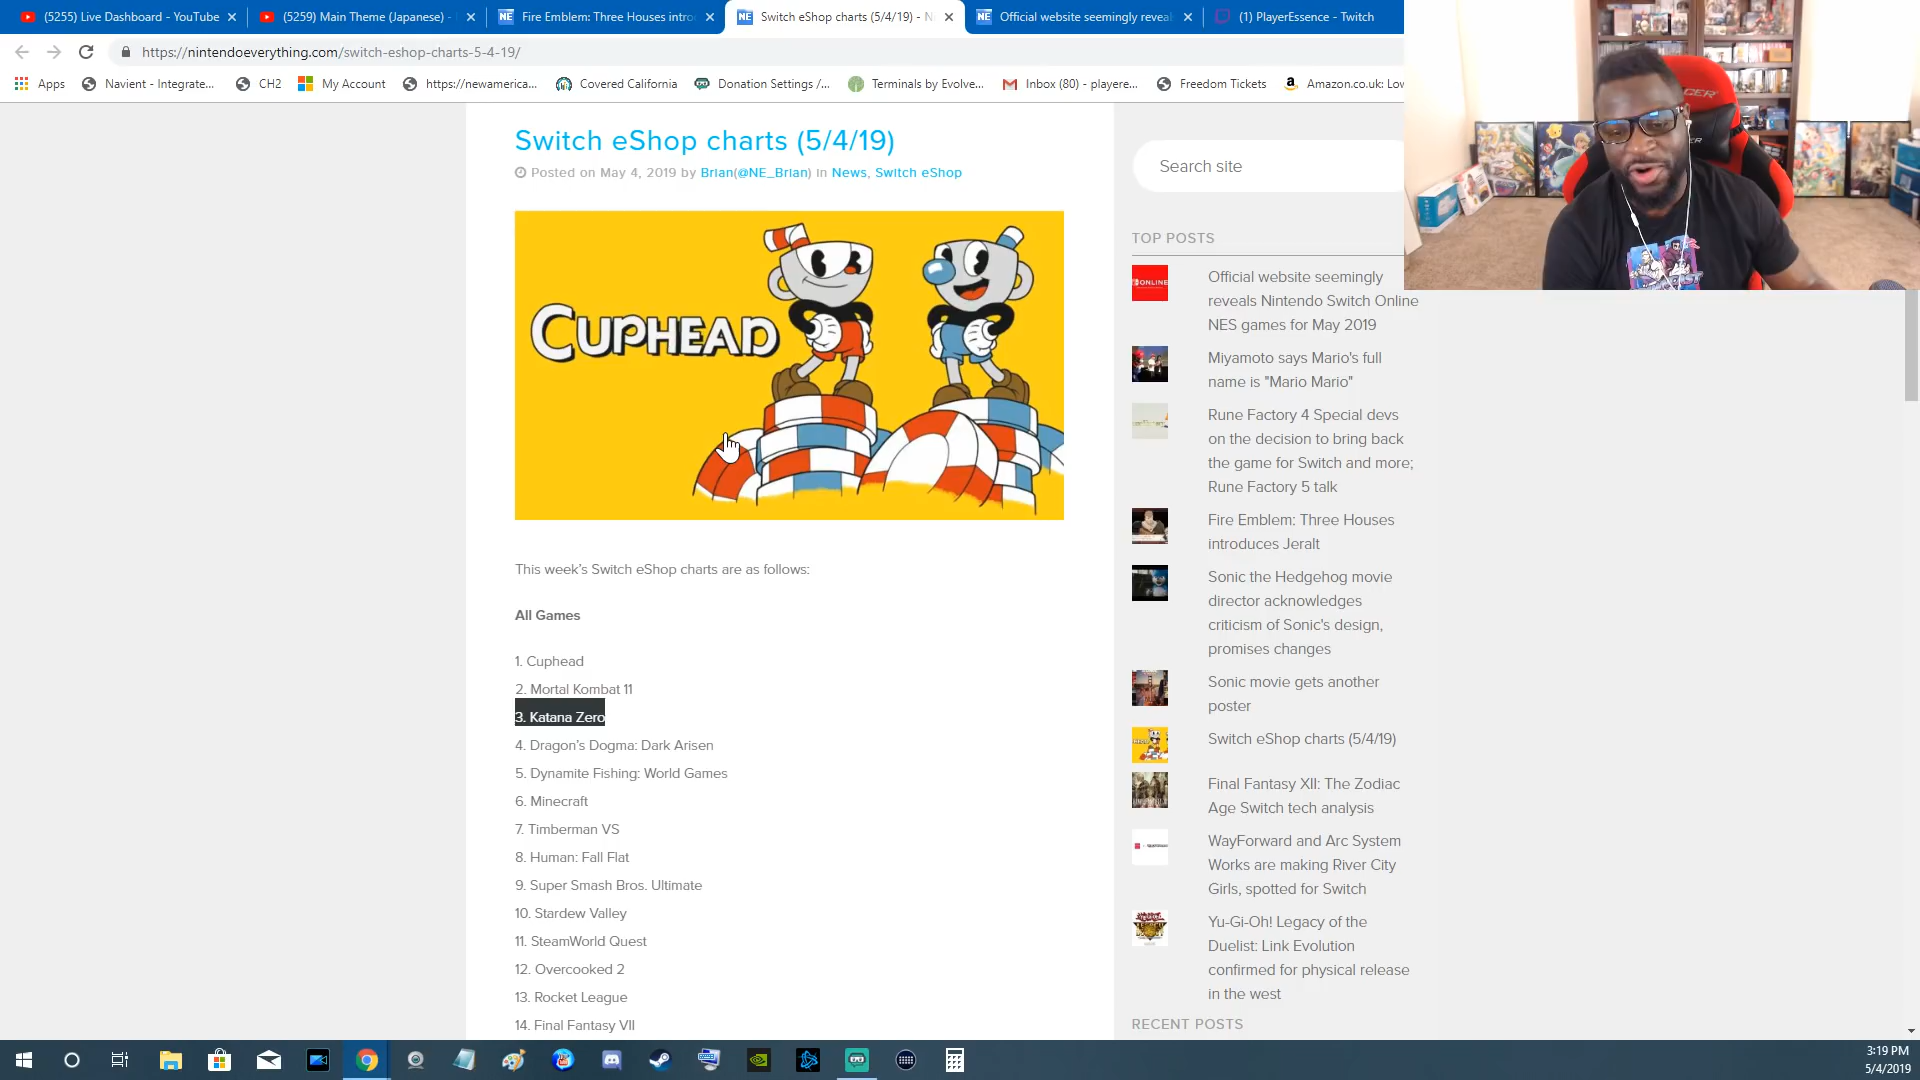 (5255) Live Dashboard - YouTube
(5259) Main Theme (Japanese) -
Fire Emblem: Three Houses intro
Switch eShop charts (5/4/19) - N
Official website seemingly revea
(1) PlayerEssence - Twitch
https://nintendoeverything.com/switch-eshop-charts-5-4-19/
Apps
Navient - Integrate...
CH2
My Account
https://newamerica...
Covered California
Donation Settings /...
Terminals by Evolve...
Inbox (80) - playere...
Freedom Tickets
Amazon.co.uk: Low
Switch eShop charts (5/4/19)
Posted on May 4, 2019 by Brian(@NE_Brian) in News, Switch eShop
CUPHEAD
This week's Switch eShop charts are as follows:
All Games
1. Cuphead
2. Mortal Kombat 11
3. Katana Zero
4. Dragon's Dogma: Dark Arisen
5. Dynamite Fishing: World Games
6. Minecraft
7. Timberman VS
8. Human: Fall Flat
9. Super Smash Bros. Ultimate
10. Stardew Valley
11. SteamWorld Quest
12. Overcooked 2
13. Rocket League
14. Final Fantasy VII
Search site
TOP POSTS
ONLINE
Official website seemingly
reveals Nintendo Switch Online
NES games for May 2019
Miyamoto says Mario's full
name is "Mario Mario"
Rune Factory 4 Special devs
on the decision to bring back
the game for Switch and more;
Rune Factory 5 talk
Fire Emblem: Three Houses
introduces Jeralt
Sonic the Hedgehog movie
director acknowledges
criticism of Sonic's design,
promises changes
Sonic movie gets another
poster
Switch eShop charts (5/4/19)
Final Fantasy XII: The Zodiac
Age Switch tech analysis
WayForward and Arc System
Works are making River City
Girls, spotted for Switch
Yu-Gi-Oh! Legacy of the
Duelist: Link Evolution
confirmed for physical release
in the west
RECENT POSTS
3:19 PM
5/4/2019